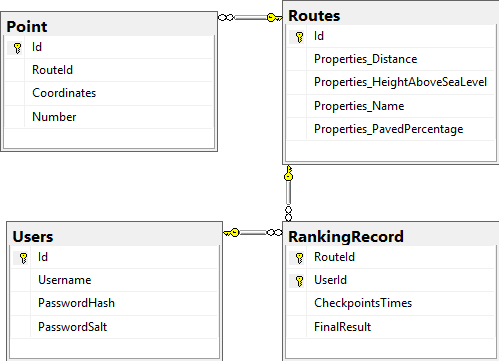 Point
Id
RouteId
Coordinates
Number
Routes
Id
Properties_Distance
Properties_HeightAboveSeaLevel
Properties_Name
Properties_PavedPercentage
Users
Id
Username
PasswordHash
PasswordSalt
RankingRecord
RouteId
UserId
CheckpointsTimes
FinalResult